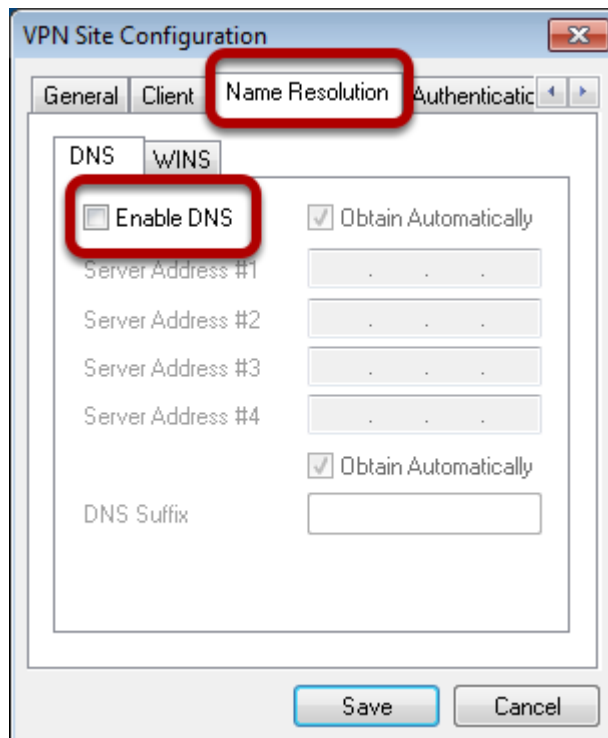 VPN Site Configuration
General Client Name Resolution Authenticatic
DNS WINS
Enable DNS Obtain Automatically
Server Address #1 . . .
Server Address #2 . . .
Server Address #3 . . .
Server Address #4 . . .
Obtain Automatically
DNS Suffix
Save Cancel